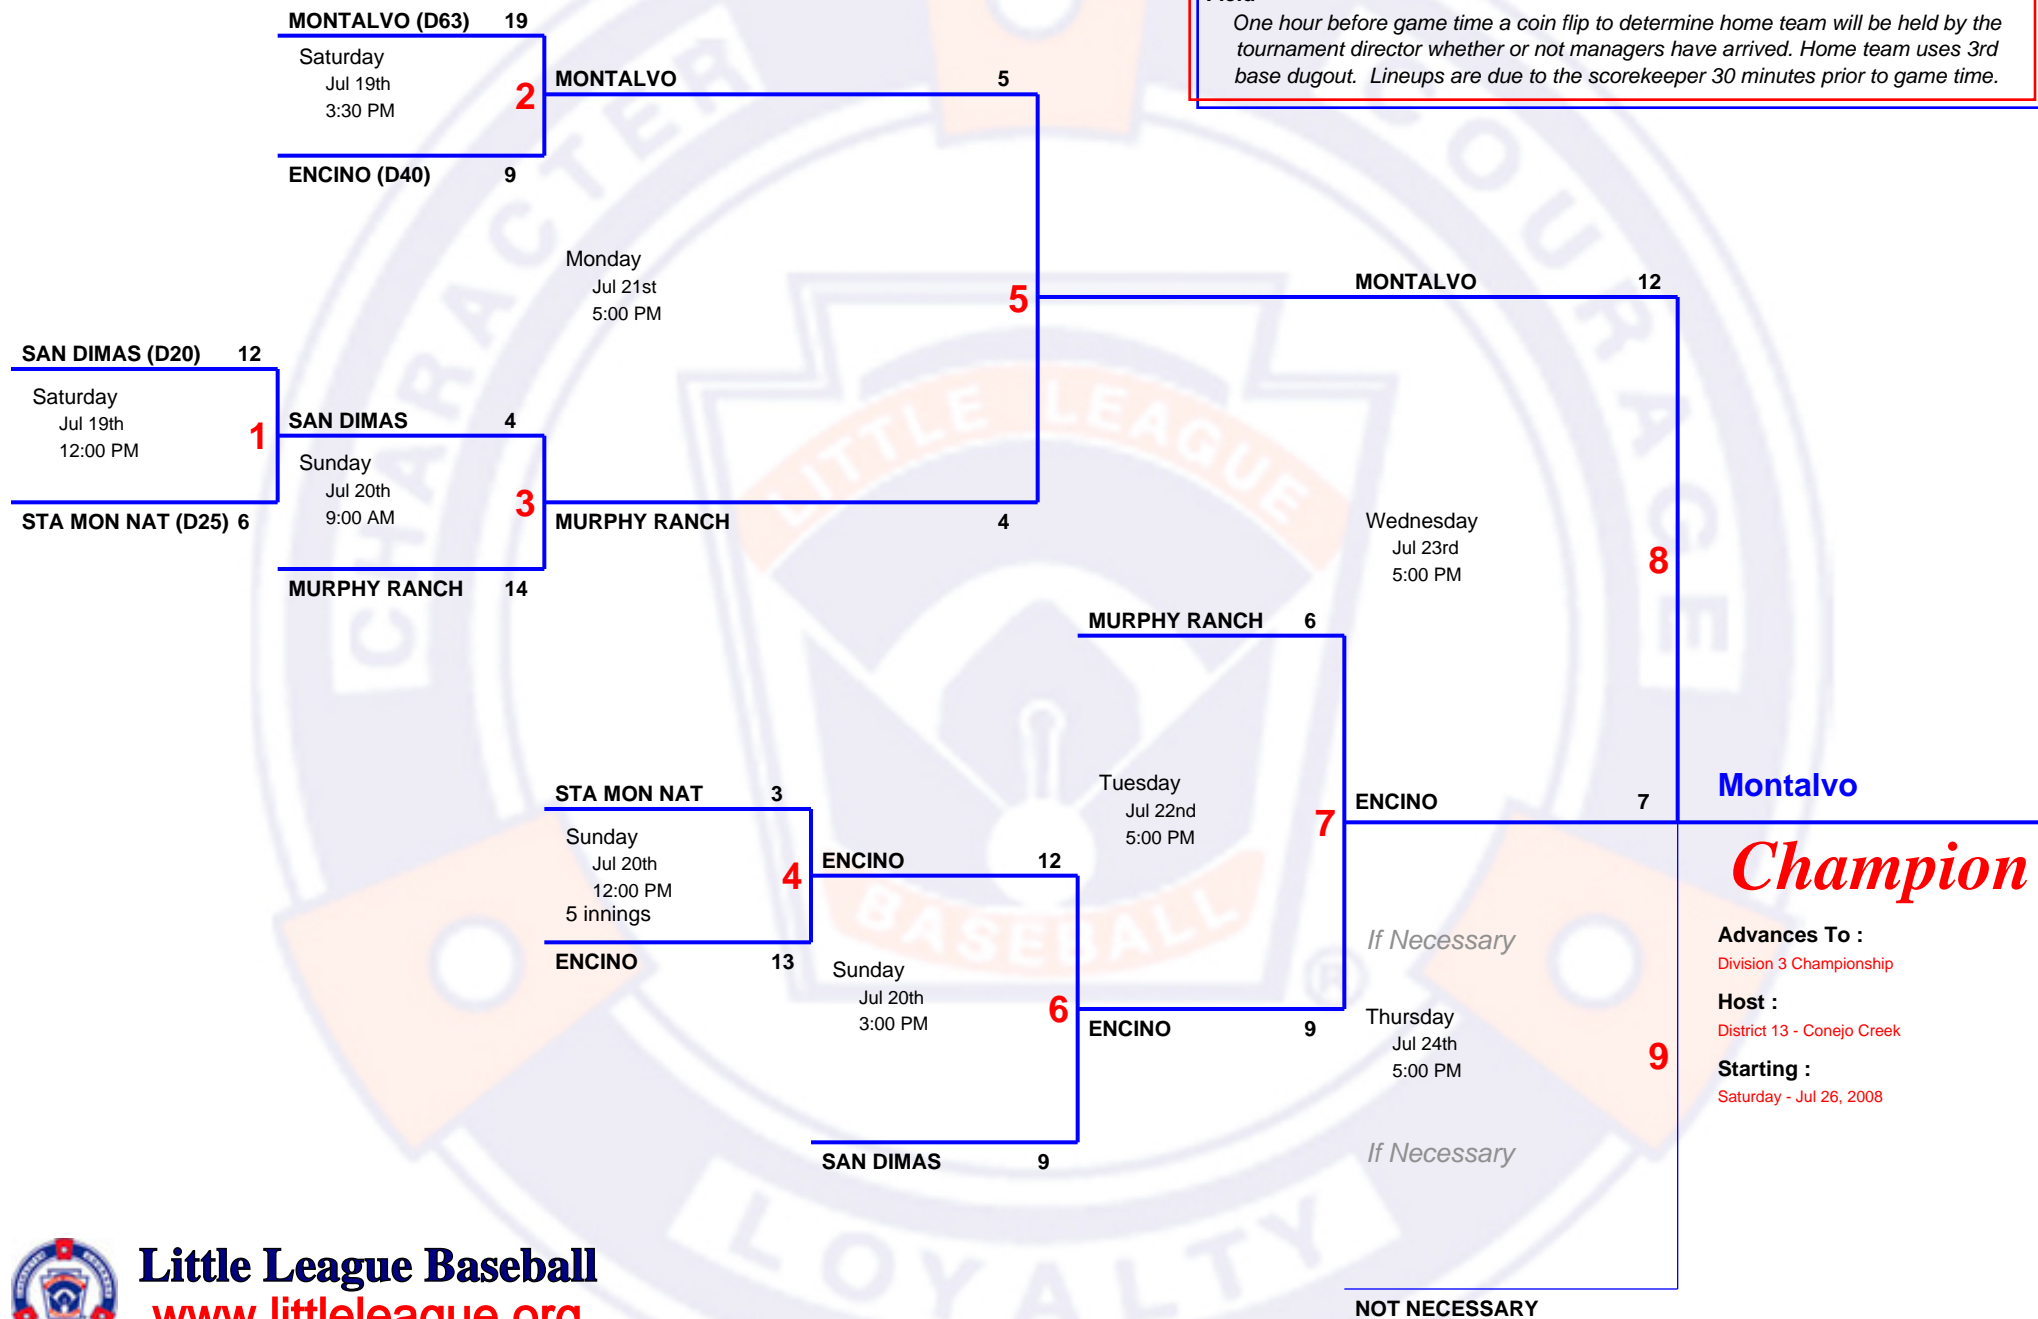 One hour before game time a coin flip to determine home team will be held by the
tournament director whether or not managers have arrived. Home team uses 3rd
base dugout.  Lineups are due to the scorekeeper 30 minutes prior to game time.
MONTALVO (D63) 19
Saturday
Jul 19th
3:30 PM
2
ENCINO (D40) 9
MONTALVO 5
Monday
Jul 21st
5:00 PM
5
MONTALVO 12
SAN DIMAS (D20) 12
Saturday
Jul 19th
12:00 PM
1
STA MON NAT (D25) 6
SAN DIMAS 4
Sunday
Jul 20th
9:00 AM
3
MURPHY RANCH 14
MURPHY RANCH 4
Wednesday
Jul 23rd
5:00 PM
8
MURPHY RANCH 6
Tuesday
Jul 22nd
5:00 PM
7
ENCINO 7
STA MON NAT 3
Sunday
Jul 20th
12:00 PM
5 innings
4
ENCINO 13
ENCINO 12
Sunday
Jul 20th
3:00 PM
6
SAN DIMAS 9
ENCINO 9
If Necessary
Thursday
Jul 24th
5:00 PM
9
If Necessary
NOT NECESSARY
Montalvo
Champion
Advances To :
Division 3 Championship
Host :
District 13 - Conejo Creek
Starting :
Saturday - Jul 26, 2008
CHARACTER
COURAGE
LOYALTY
LITTLE LEAGUE
BASEBALL
®
Little League Baseball
www.littleleague.org